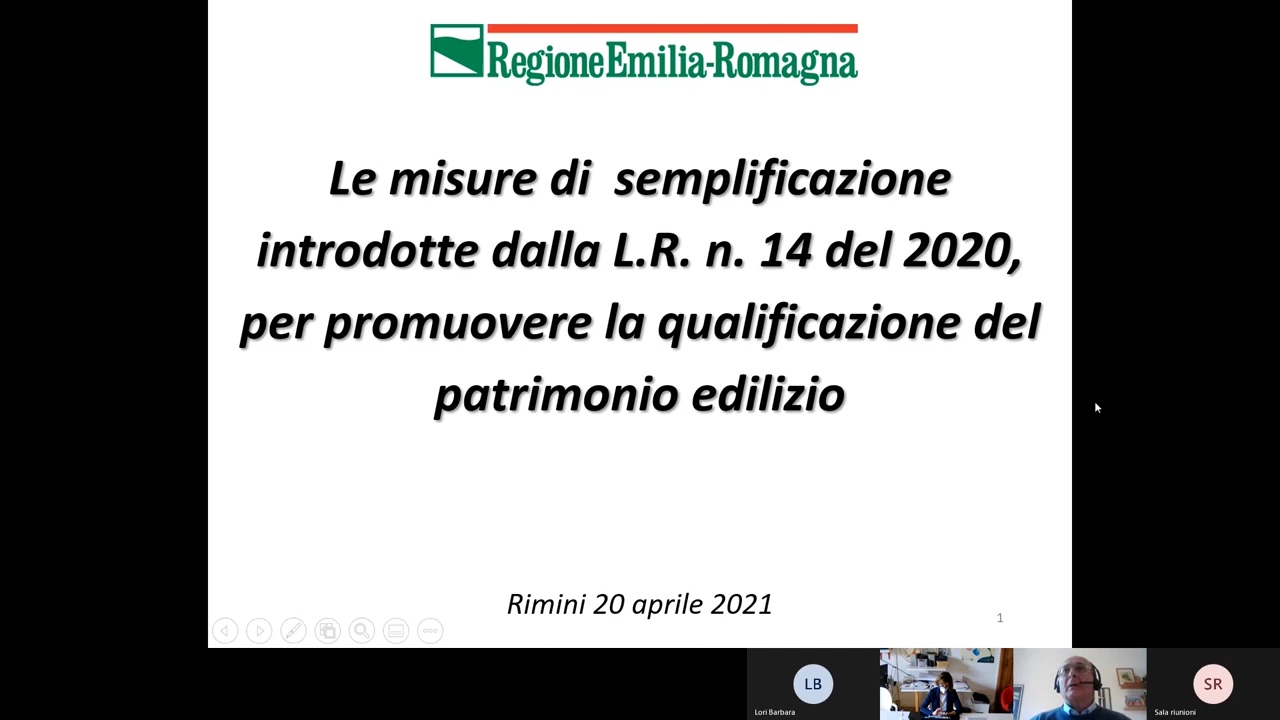 RegioneEmilia-Romagna
Le misure di semplificazione
introdotte dalla L.R. n. 14 del 2020,
per promuovere la qualificazione del
patrimonio edilizio
Rimini 20 aprile 2021
1
LB
Lori Barbara
SR
Sala riunioni